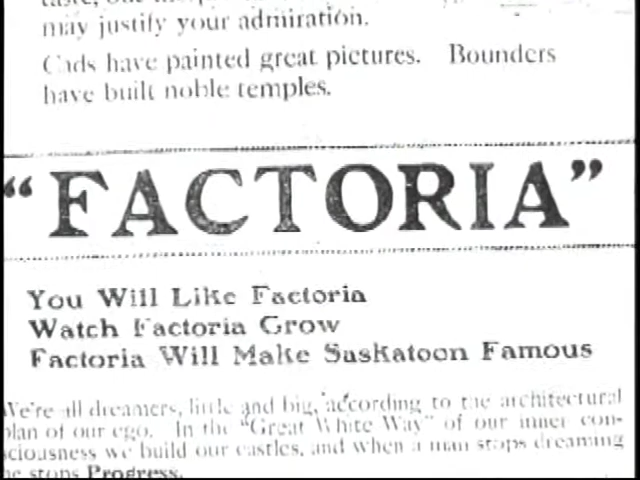 may justify your admiration.
Cads have painted great pictures. Bounders
have built noble temples.
"FACTORIA"
You Will Like Factoria
Watch Factoria Grow
Factoria Will Make Saskatoon Famous
We're all dreamers, little and big, according to the architectural
plan of our ego. In the "Great White Way" of our inner con-
sciousness we build our castles, and when a man stops dreaming
he stops Progress.